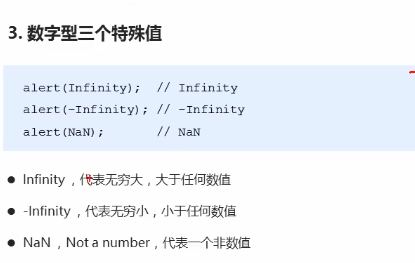 3. 数字型三个特殊值
alert(Infinity);  // Infinity
alert(-Infinity); // -Infinity
alert(NaN);       // NaN
● Infinity ，代表无穷大，大于任何数值
● -Infinity ，代表无穷小，小于任何数值
● NaN ，Not a number，代表一个非数值